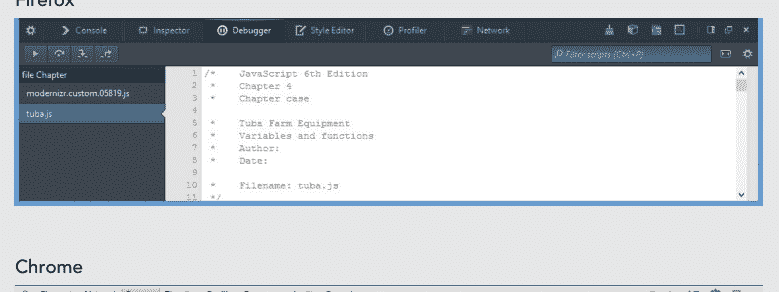 Firefox
Console Inspector Debugger Style Editor Profiler Network
Filter scripts (Ctrl+P)
file Chapter
modernizr.custom.05819.js
tuba.js
1 /* JavaScript 6th Edition
2 * Chapter 4
3 * Chapter case
4
5 * Tuba Farm Equipment
6 * Variables and functions
7 * Author:
8 * Date:
9
10 * Filename: tuba.js
11 */
Chrome